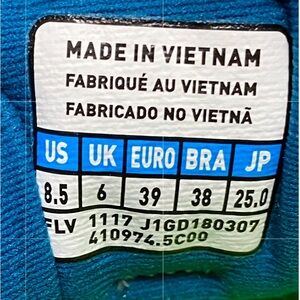 MADE IN VIETNAM
FABRIQUÉ AU VIETNAM
FABRICADO NO VIETNÃ
US UK EURO BRA JP
8.5 6 39 38 25.0
FLV 1117 J1GD180307
410974.5C00